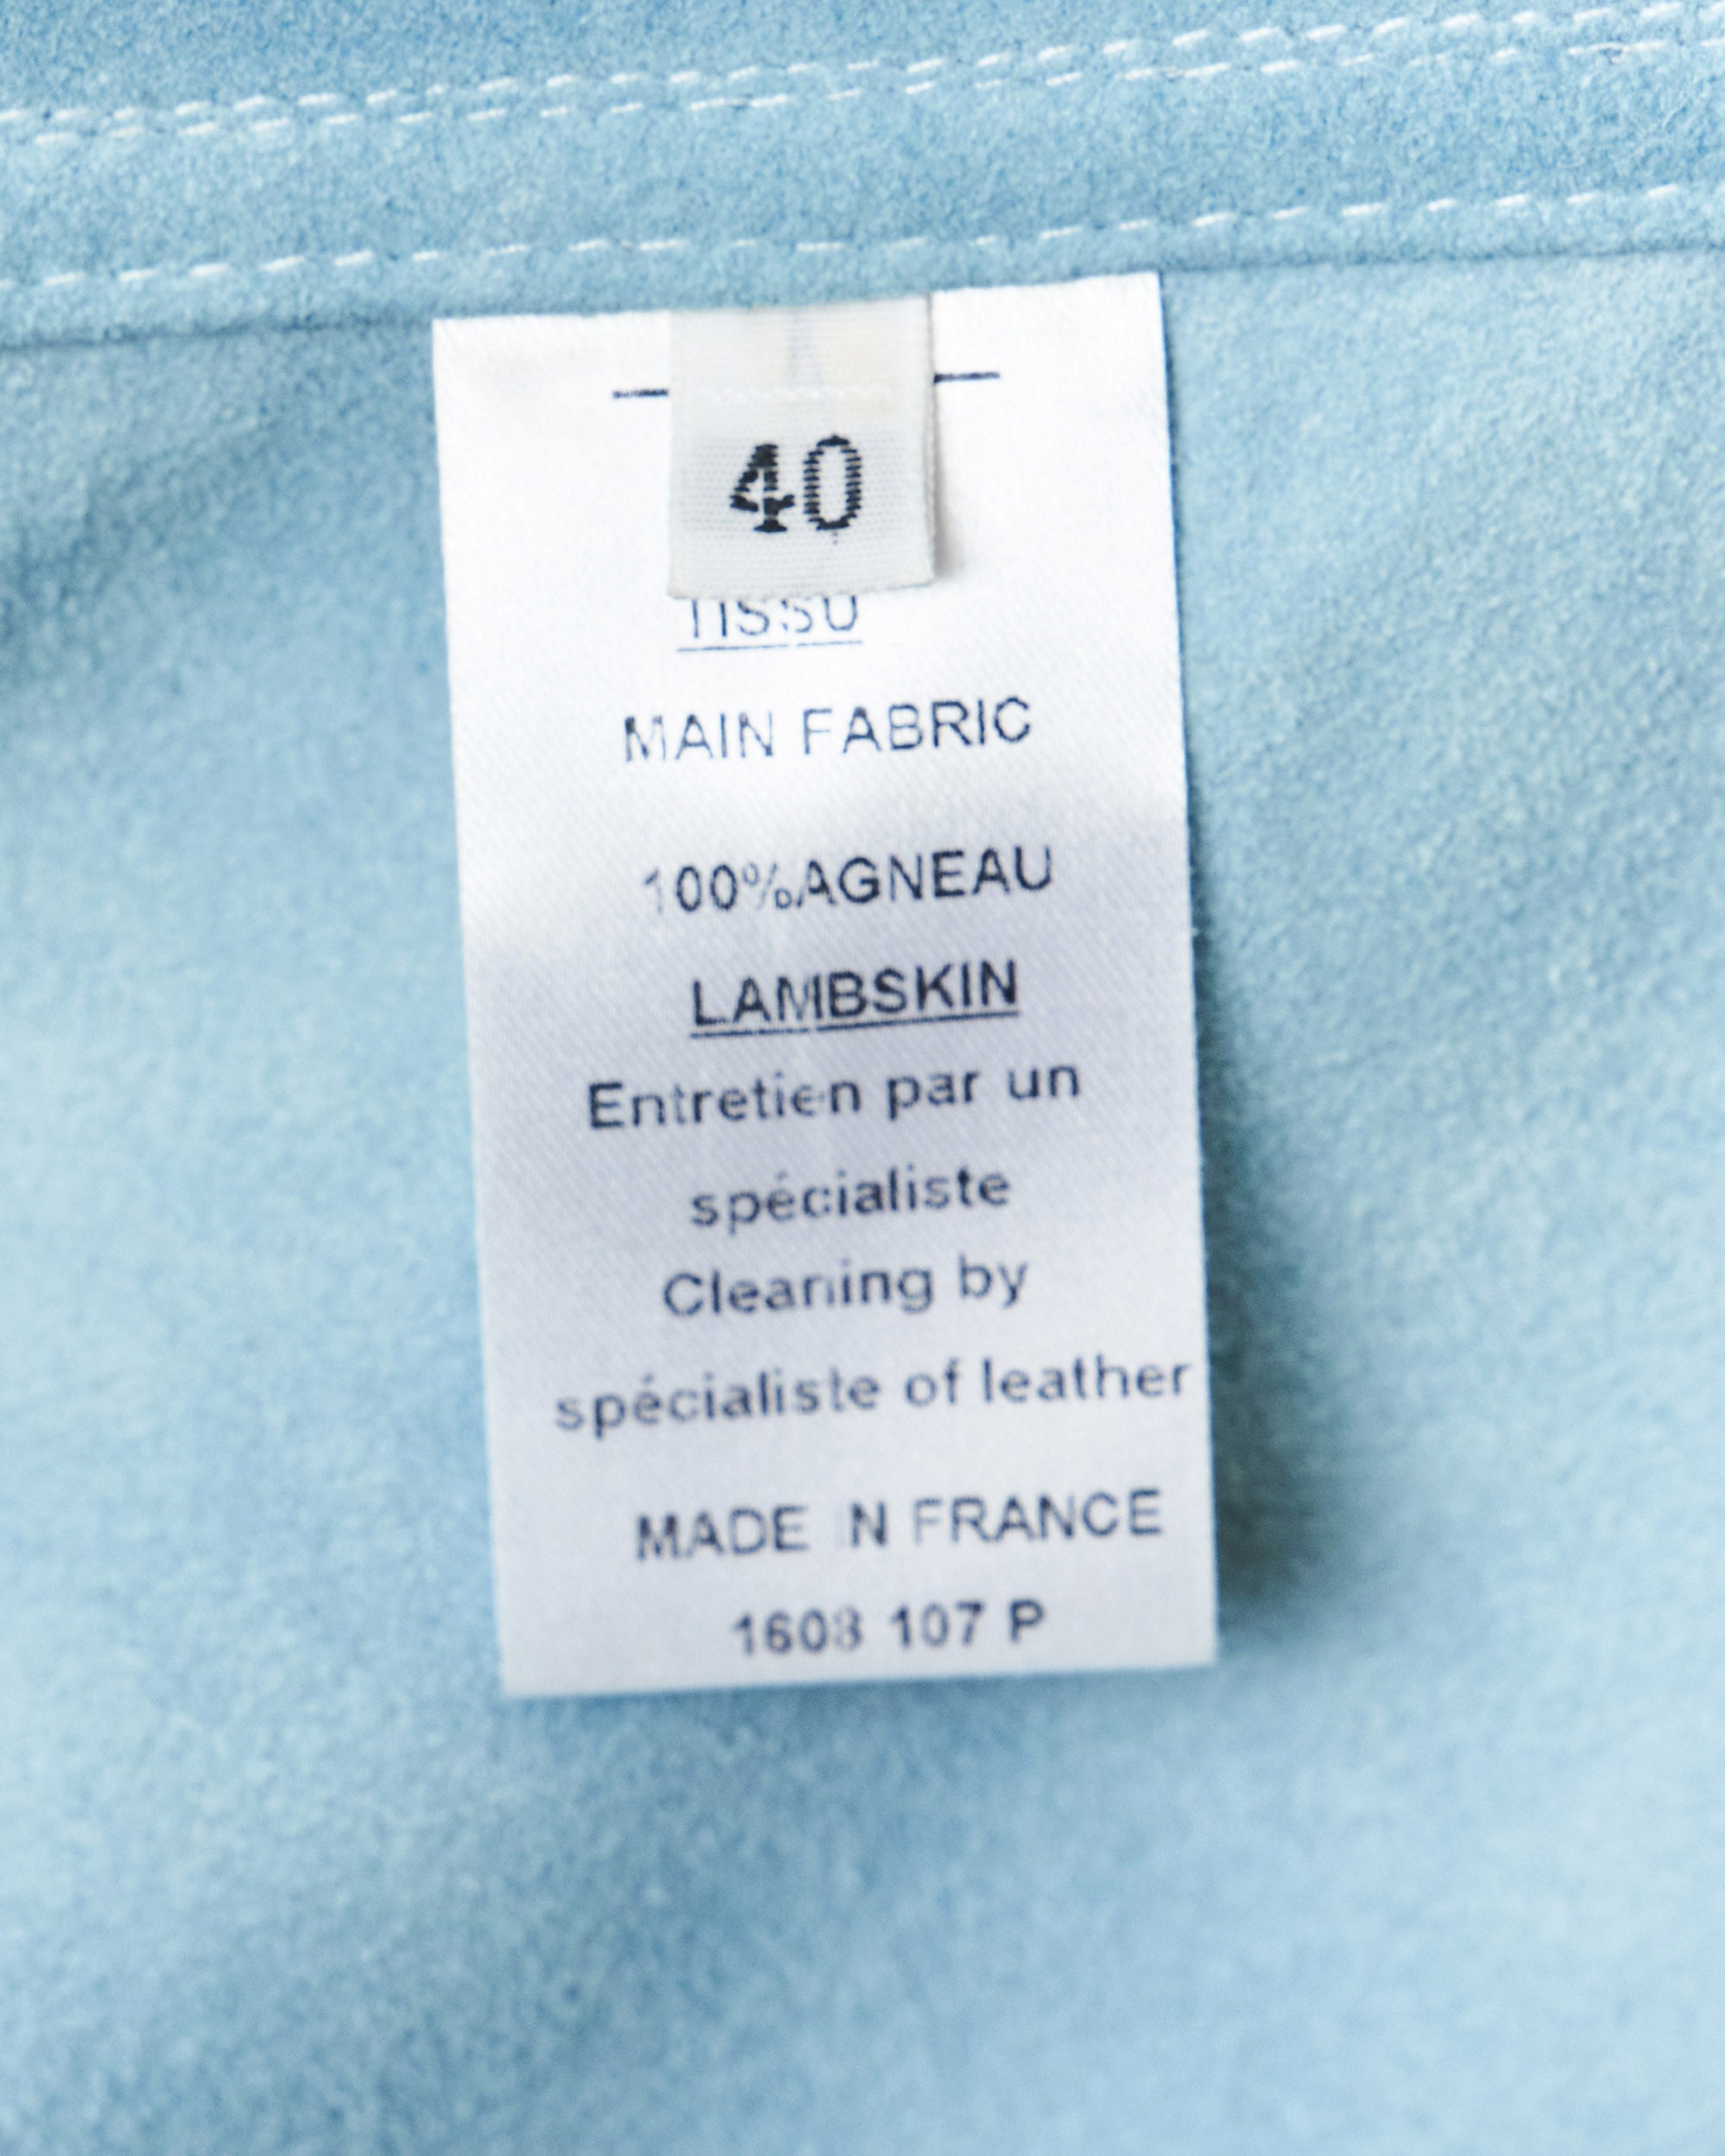 40
TISSU
MAIN FABRIC
100%AGNEAU
LAMBSKIN
Entretien par un
spécialiste
Cleaning by
spécialiste of leather
MADE IN FRANCE
1608 107 P